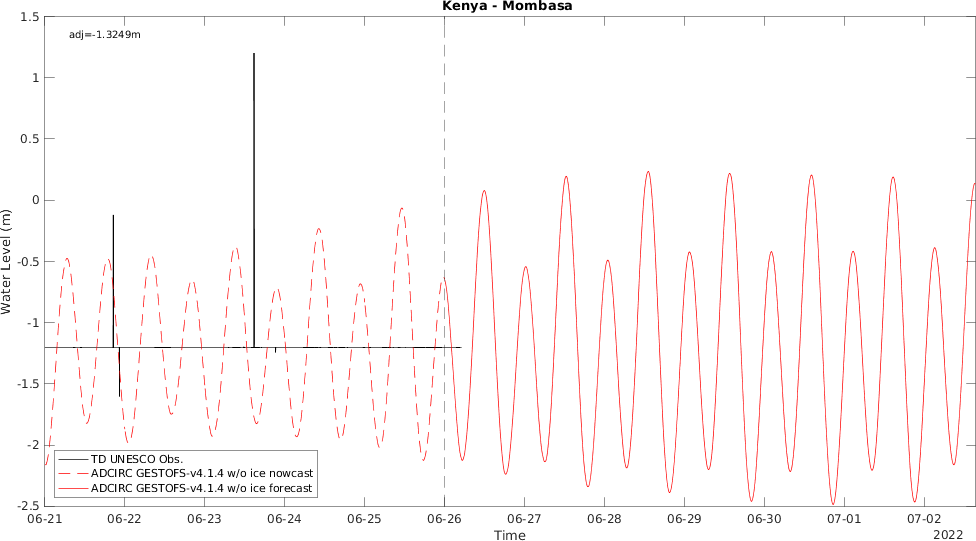 Kenya - Mombasa
adj=-1.3249m
1.5
1
0.5
0
-0.5
-1
-1.5
-2
-2.5
Water Level (m)
TD UNESCO Obs.
ADCIRC GESTOFS-v4.1.4 w/o ice nowcast
ADCIRC GESTOFS-v4.1.4 w/o ice forecast
06-21 06-22 06-23 06-24 06-25 06-26 06-27 06-28 06-29 06-30 07-01 07-02
Time
2022